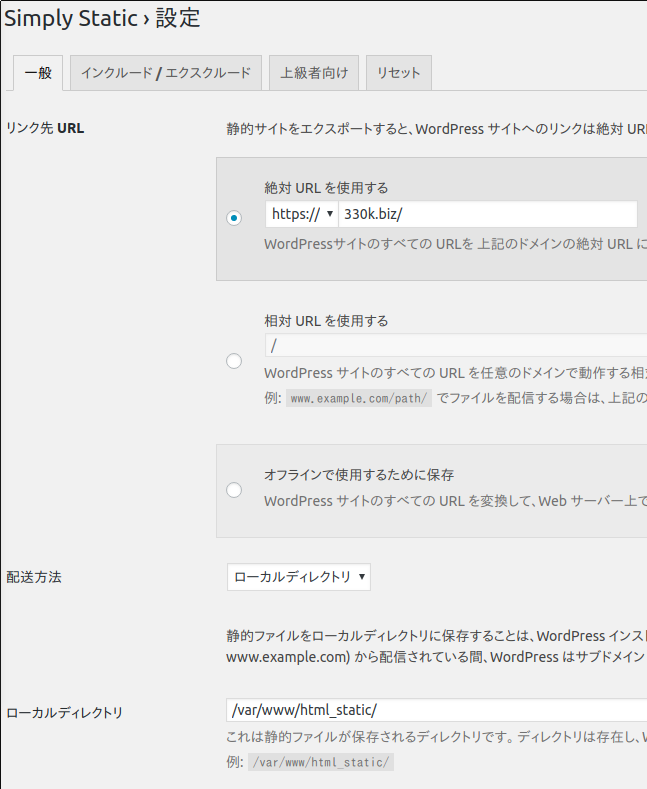 Simply Static › 設定
一般 インクルード / エクスクルード 上級者向け リセット
リンク先 URL
静的サイトをエクスポートすると、WordPress サイトへのリンクは絶対 URL
絶対 URL を使用する
https:// 330k.biz/
WordPressサイトのすべての URLを 上記のドメインの絶対 URL に
相対 URL を使用する
/
WordPress サイトのすべての URL を任意のドメインで動作する相対
例: www.example.com/path/ でファイルを配信する場合は、上記の
オフラインで使用するために保存
WordPress サイトのすべての URL を変換して、Web サーバー上で
配送方法
ローカルディレクトリ
静的ファイルをローカルディレクトリに保存することは、WordPress インス
www.example.com) から配信されている間、WordPress はサブドメイン
ローカルディレクトリ
/var/www/html_static/
これは静的ファイルが保存されるディレクトリです。ディレクトリは存在し、
例: /var/www/html_static/